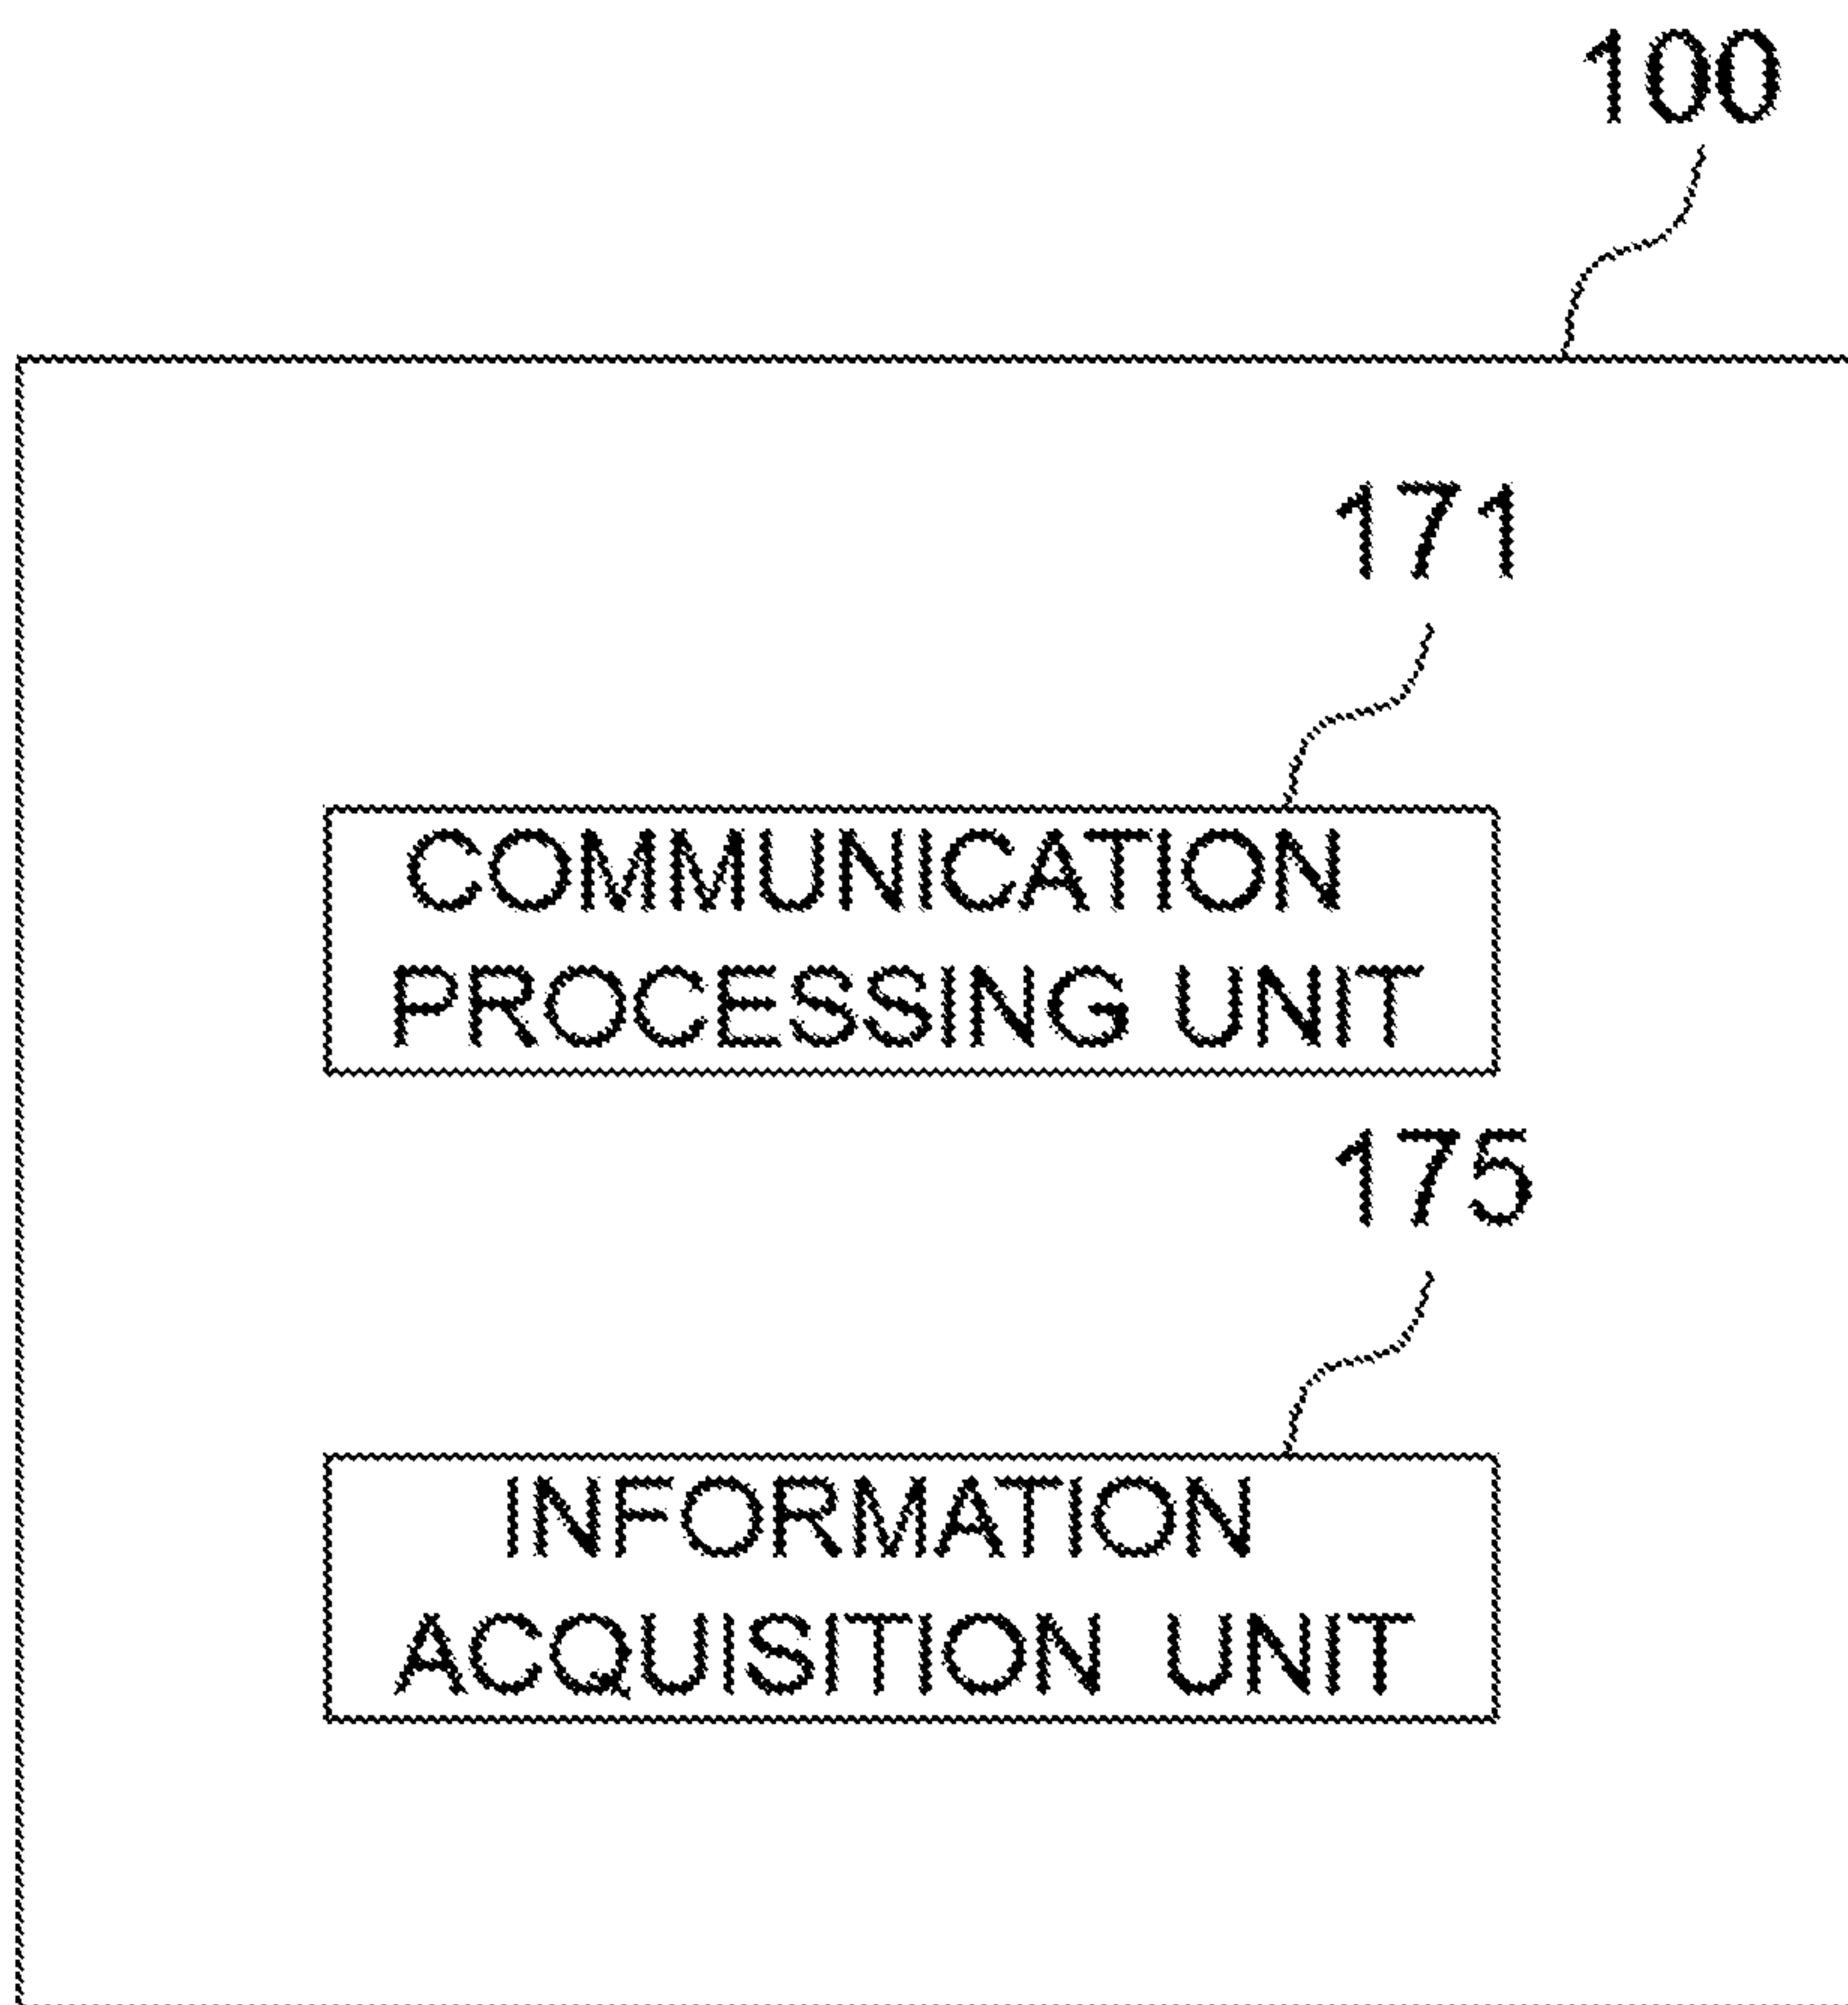 100
171
COMMUNICATION
PROCESSING UNIT
175
INFORMATION
ACQUISITION UNIT